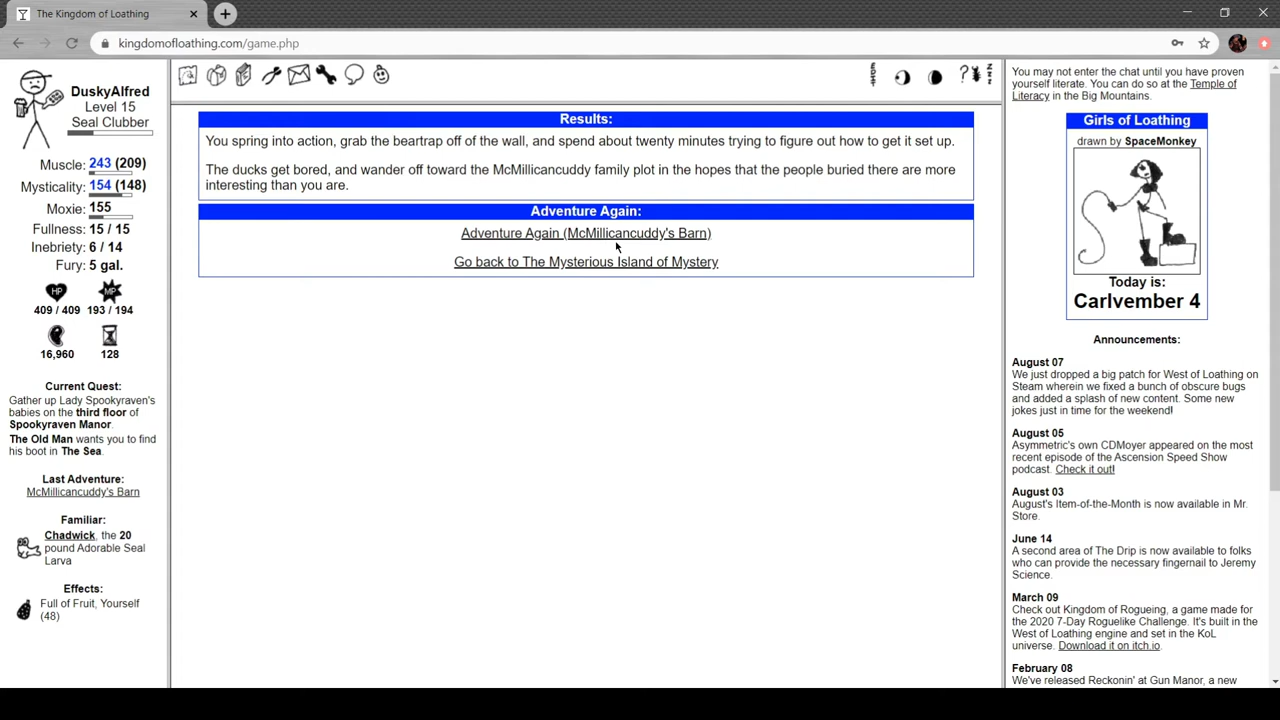 The Kingdom of Loathing
kingdomofloathing.com/game.php
DuskyAlfred
Level 15
Seal Clubber
Muscle: 243 (209)
Mysticality: 154 (148)
Moxie: 155
Fullness: 15 / 15
Inebriety: 6 / 14
Fury: 5 gal.
HP
MP
409 / 409 193 / 194
16,960 128
Current Quest:
Gather up Lady Spookyraven's
babies on the third floor of
Spookyraven Manor.
The Old Man wants you to find
his boot in The Sea.
Last Adventure:
McMillicancuddy's Barn
Familiar:
Chadwick, the 20
pound Adorable Seal
Larva
Effects:
Full of Fruit, Yourself
(48)
Results:
You spring into action, grab the beartrap off of the wall, and spend about twenty minutes trying to figure out how to get it set up.
The ducks get bored, and wander off toward the McMillicancuddy family plot in the hopes that the people buried there are more
interesting than you are.
Adventure Again:
Adventure Again (McMillicancuddy's Barn)
Go back to The Mysterious Island of Mystery
You may not enter the chat until you have proven
yourself literate. You can do so at the Temple of
Literacy in the Big Mountains.
Girls of Loathing
drawn by SpaceMonkey
Today is:
Carlvember 4
Announcements:
August 07
We just dropped a big patch for West of Loathing on
Steam wherein we fixed a bunch of obscure bugs
and added a splash of new content. Some new
jokes just in time for the weekend!
August 05
Asymmetric's own CDMoyer appeared on the most
recent episode of the Ascension Speed Show
podcast. Check it out!
August 03
August's Item-of-the-Month is now available in Mr.
Store.
June 14
A second area of The Drip is now available to folks
who can provide the necessary fingernail to Jeremy
Science.
March 09
Check out Kingdom of Rogueing, a game made for
the 2020 7-Day Roguelike Challenge. It's built in the
West of Loathing engine and set in the KoL
universe. Download it on itch.io.
February 08
We've released Reckonin' at Gun Manor, a new